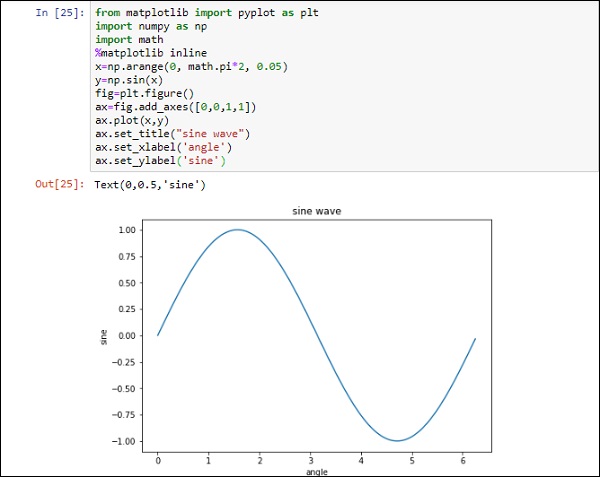 In [25]: from matplotlib import pyplot as plt
import numpy as np
import math
%matplotlib inline
x=np.arange(0, math.pi*2, 0.05)
y=np.sin(x)
fig=plt.figure()
ax=fig.add_axes([0,0,1,1])
ax.plot(x,y)
ax.set_title("sine wave")
ax.set_xlabel('angle')
ax.set_ylabel('sine')
Out[25]: Text(0,0.5,'sine')
sine wave
1.00
0.75
0.50
0.25
0.00
−0.25
−0.50
−0.75
−1.00
sine
0 1 2 3 4 5 6
angle